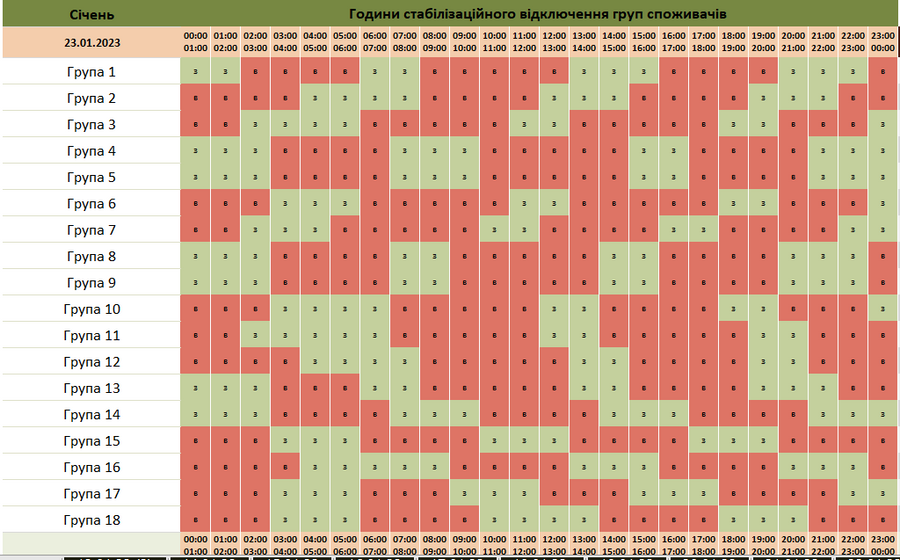 Січень Години стабілізаційного відключення груп споживачів
23.01.2023 00:00 01:00 02:00 03:00 04:00 05:00 06:00 07:00 08:00 09:00 10:00 11:00 12:00 13:00 14:00 15:00 16:00 17:00 18:00 19:00 20:00 21:00 22:00 23:00
01:00 02:00 03:00 04:00 05:00 06:00 07:00 08:00 09:00 10:00 11:00 12:00 13:00 14:00 15:00 16:00 17:00 18:00 19:00 20:00 21:00 22:00 23:00 00:00
Група 1 з з в в в в з з в в в в в з з з в в в в з з з в
Група 2 в в в в з з з з в в в в з з з в в в в з з з в в
Група 3 в в з з з з в в в в в з з в в в в в з з в в в з
Група 4 з з з в в в в з з з в в в в в з з в в в в з з з
Група 5 з з з в в в в з з з в в в в в з з в в в в з з з
Група 6 в в в з з з в в в в в з з в в в в в з з в в в з
Група 7 в в з з з в в в в в з з в в в в з з в в в в з з
Група 8 з з з в в в в з з в в в в в з з в в в в з з з в
Група 9 з з з в в в в з з в в в в в з з в в в в з з з в
Група 10 в в в з з з з в в в в в з з в в в в з з в в в з
Група 11 в в з з з з з в в в в в з з в в в в в з з в в в
Група 12 в в в в з з з з в в в в в з з в в в в з з в в в
Група 13 з з з в в в з з в в в в в з з в в в в з з з в в
Група 14 з з з в в в в з з з в в в в з з з в в в в з з з
Група 15 в в в з з з в в в в з з з в в в в з з з в в в в
Група 16 в в в в з з з з з в в в в з з з в в в в з з з в
Група 17 в в в з з з в в в з з з в в в з з з в в в в з з
Група 18 в в в з з з з в в в з з з з в в в в з з з в в в
00:00 01:00 02:00 03:00 04:00 05:00 06:00 07:00 08:00 09:00 10:00 11:00 12:00 13:00 14:00 15:00 16:00 17:00 18:00 19:00 20:00 21:00 22:00 23:00
01:00 02:00 03:00 04:00 05:00 06:00 07:00 08:00 09:00 10:00 11:00 12:00 13:00 14:00 15:00 16:00 17:00 18:00 19:00 20:00 21:00 22:00 23:00 00:00